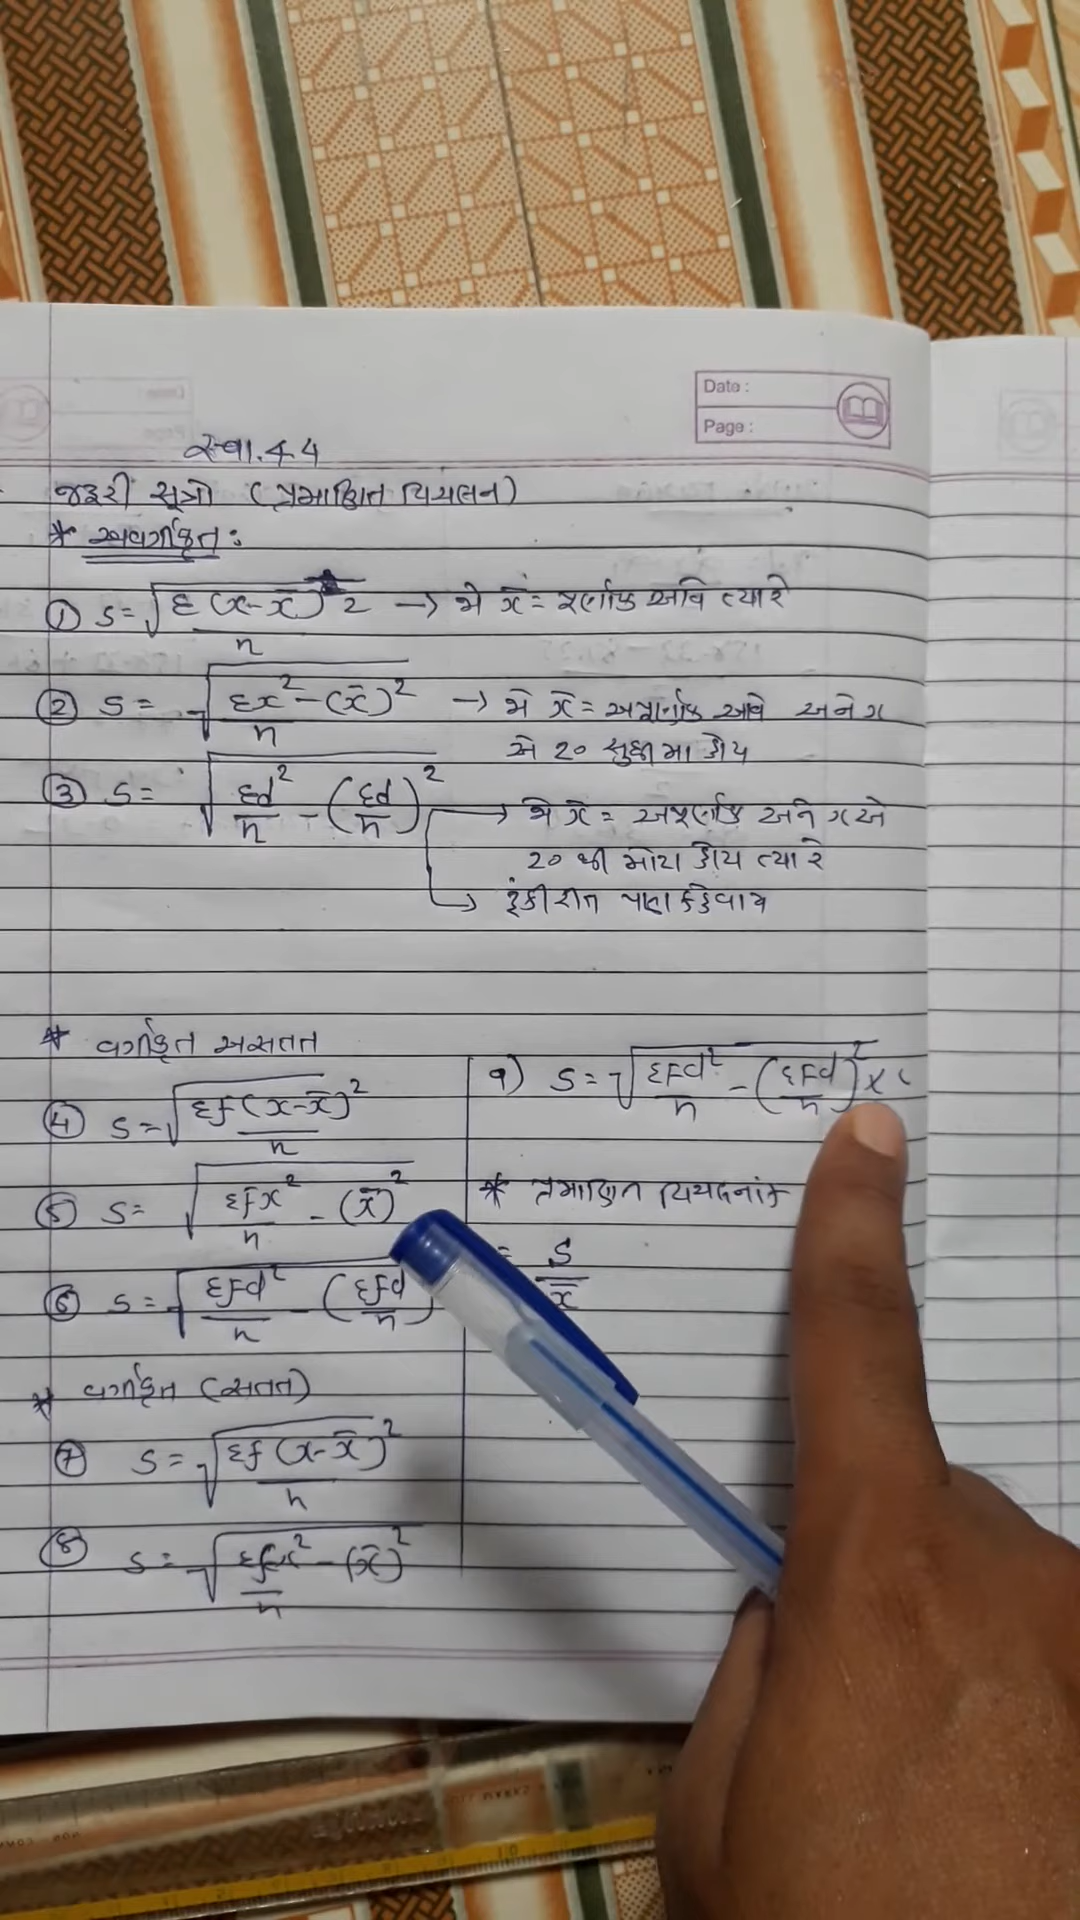 Date :
Page :
સ્વા. 4.4
જરૂરી સૂત્રો (પ્રમાણિત વિચલન)
* અવર્ગીકૃત :
① S = √Σ(x-x̄)²/n → જો x̄ = પૂર્ણાંક આવે ત્યારે
② S = √Σx²/n - (x̄)² → જો x̄ = અપૂર્ણાંક આવે અને x
એ 20 સુધીમાં હોય
③ S = √Σd²/n - (Σd/n)² → જો x̄ = અપૂર્ણાંક અને x એ
20 થી મોટા હોય ત્યારે
→ ટૂંકી રીત પણ કહેવાય
* વર્ગીકૃત અસતત
④ S = √Σf(x-x̄)²/n
⑤ S = √Σfx²/n - (x̄)²
⑥ S = √Σfd²/n - (Σfd/n)
* વર્ગીકૃત (સતત)
⑦ S = √Σf(x-x̄)²/n
⑧ S = √Σfx²/n - (x̄)²
9) S = √Σfd²/n - (Σfd/n)² ×
* પ્રમાણિત વિચલનાંક
= S/x̄